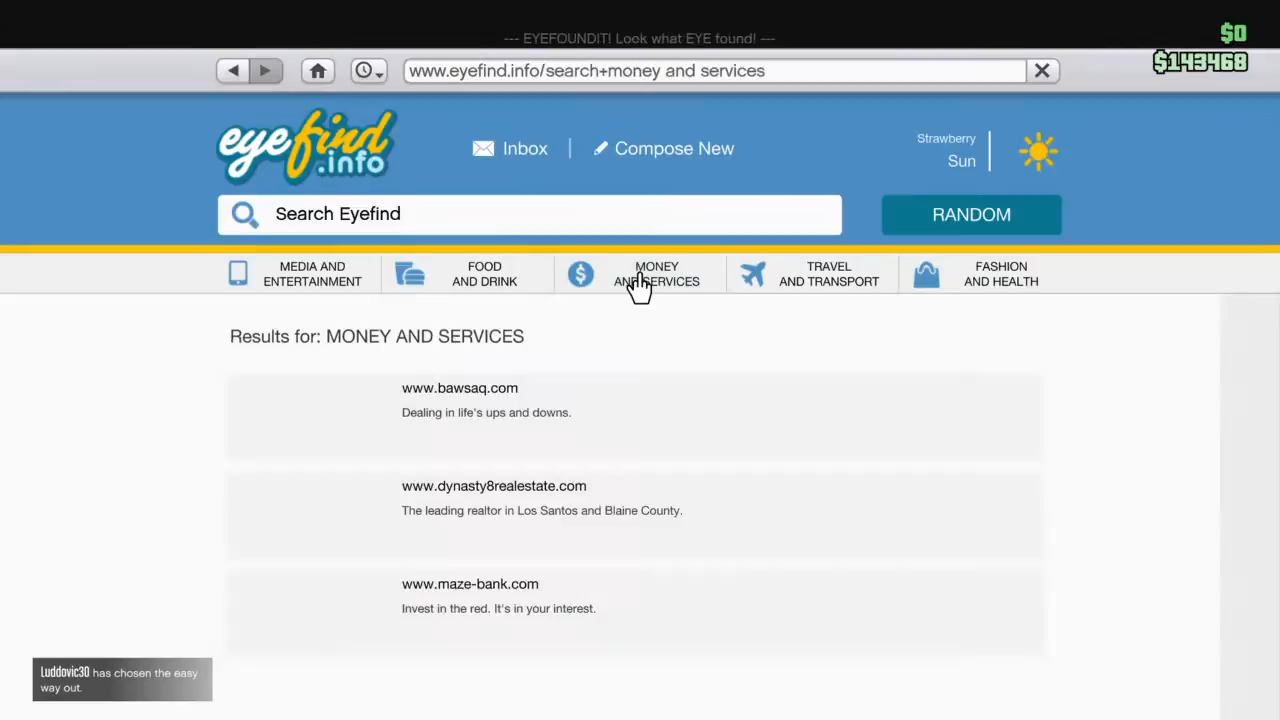 --- EYEFOUNDIT! Look what EYE found! ---
$0
$143468
www.eyefind.info/search+money and services
eyefind
.info
Inbox
Compose New
Strawberry
Sun
Search Eyefind
RANDOM
MEDIA AND
ENTERTAINMENT
FOOD
AND DRINK
MONEY
AND SERVICES
TRAVEL
AND TRANSPORT
FASHION
AND HEALTH
Results for: MONEY AND SERVICES
www.bawsaq.com
Dealing in life's ups and downs.
www.dynasty8realestate.com
The leading realtor in Los Santos and Blaine County.
www.maze-bank.com
Invest in the red. It's in your interest.
Luddovic30 has chosen the easy
way out.